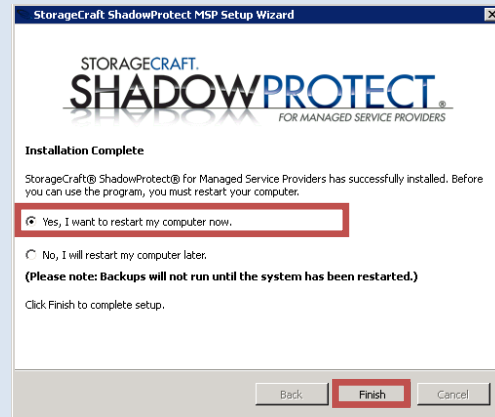 StorageCraft ShadowProtect MSP Setup Wizard
STORAGECRAFT.
SHADOWPROTECT®
FOR MANAGED SERVICE PROVIDERS
Installation Complete
StorageCraft® ShadowProtect® for Managed Service Providers has successfully installed. Before
you can use the program, you must restart your computer.
Yes, I want to restart my computer now.
No, I will restart my computer later.
(Please note: Backups will not run until the system has been restarted.)
Click Finish to complete setup.
Back Finish Cancel